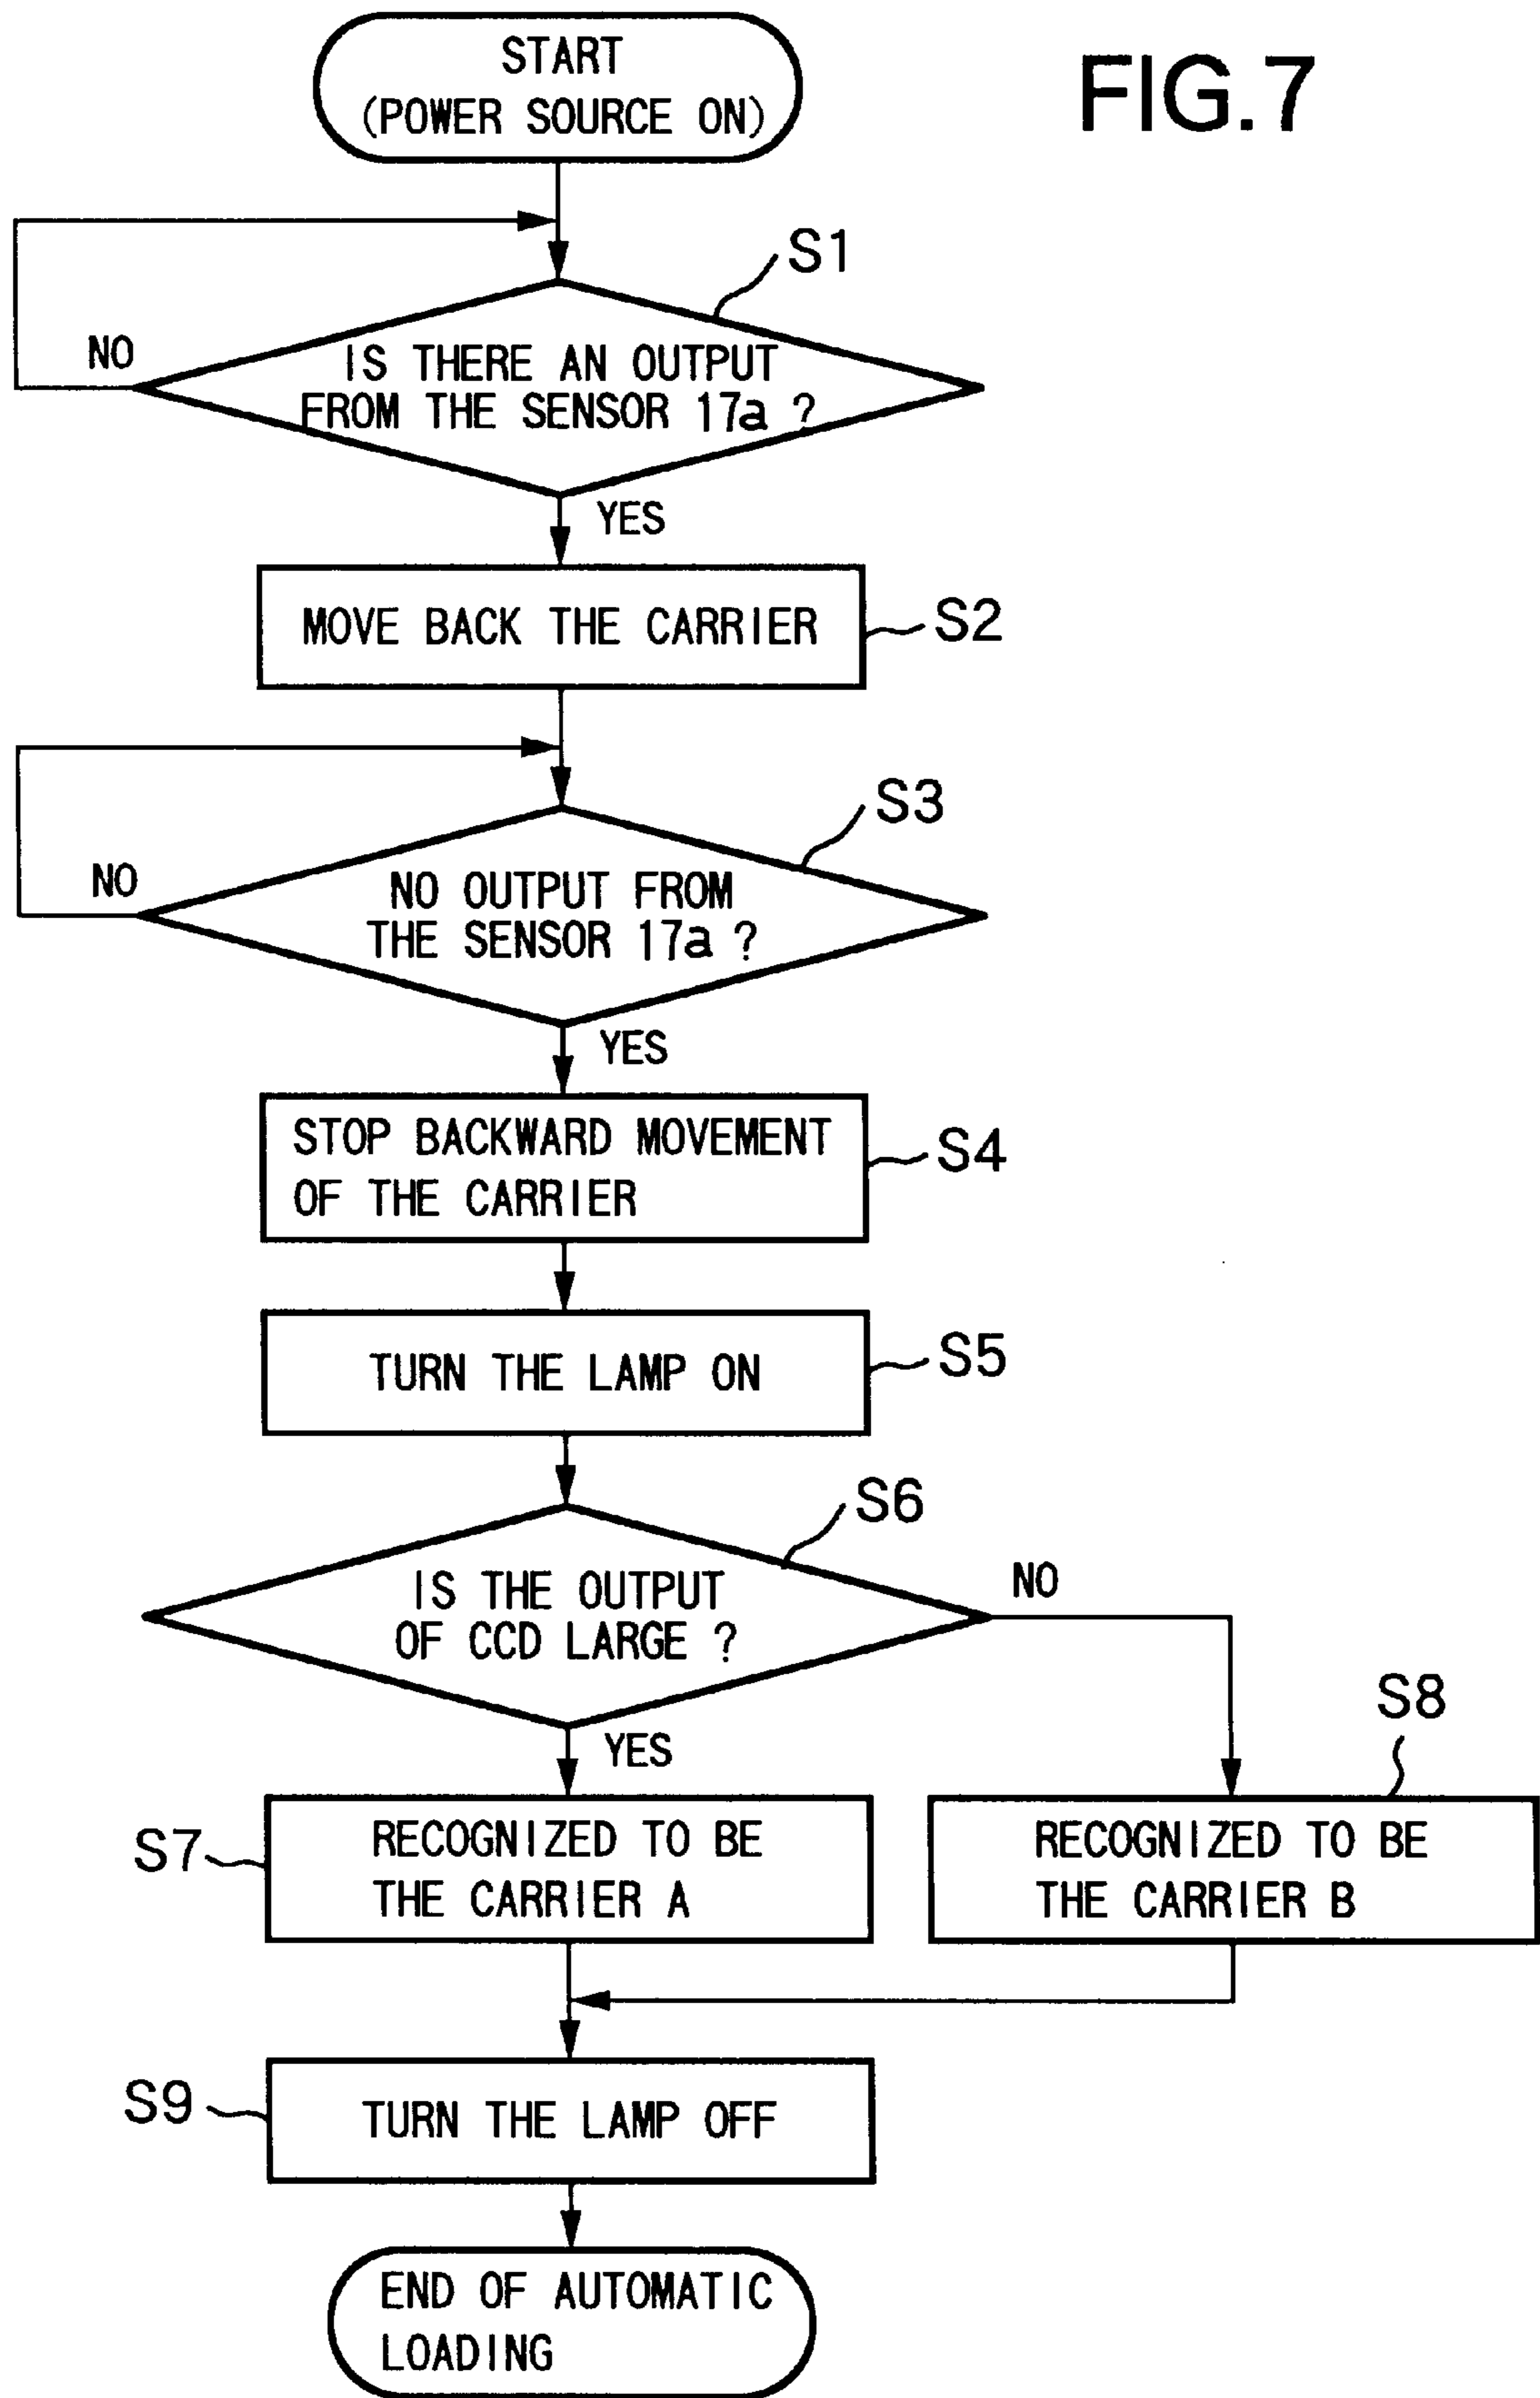 FIG.7
START
(POWER SOURCE ON)
S1
IS THERE AN OUTPUT
FROM THE SENSOR 17a ?
NO
YES
MOVE BACK THE CARRIER
S2
S3
NO OUTPUT FROM
THE SENSOR 17a ?
NO
YES
STOP BACKWARD MOVEMENT
OF THE CARRIER
S4
TURN THE LAMP ON
S5
S6
IS THE OUTPUT
OF CCD LARGE ?
NO
YES
S7
RECOGNIZED TO BE
THE CARRIER A
S8
RECOGNIZED TO BE
THE CARRIER B
S9
TURN THE LAMP OFF
END OF AUTOMATIC
LOADING